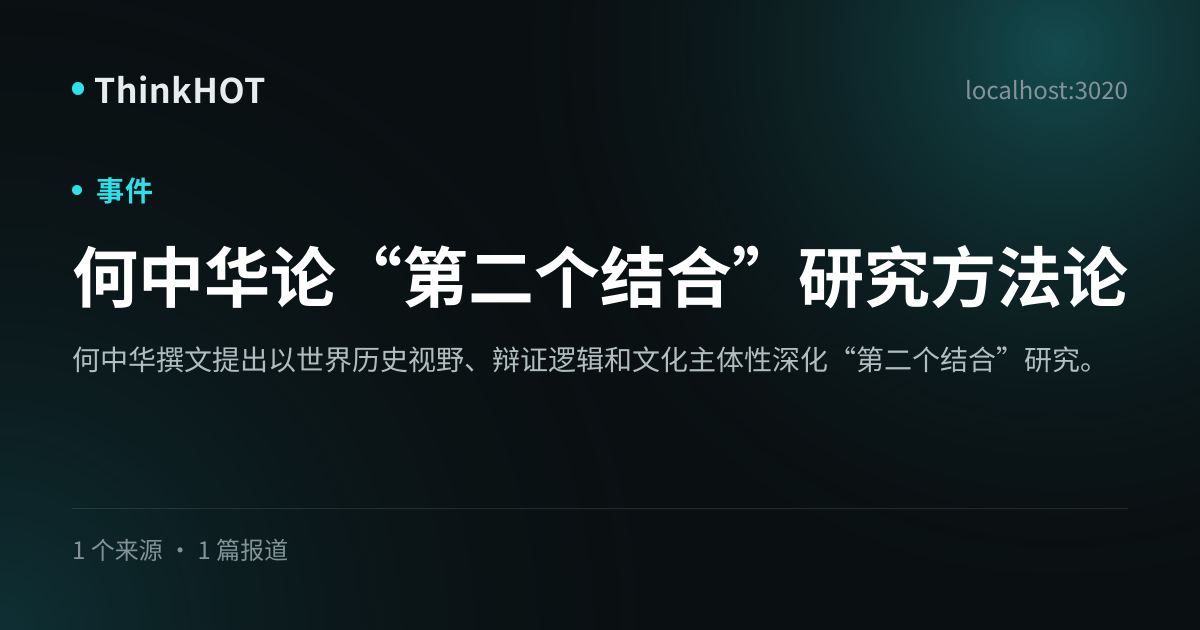 ThinkHOT
localhost:3020
事件
何中华论“第二个结合”研究方法论
何中华撰文提出以世界历史视野、辩证逻辑和文化主体性深化“第二个结合”研究。
1 个来源 · 1 篇报道